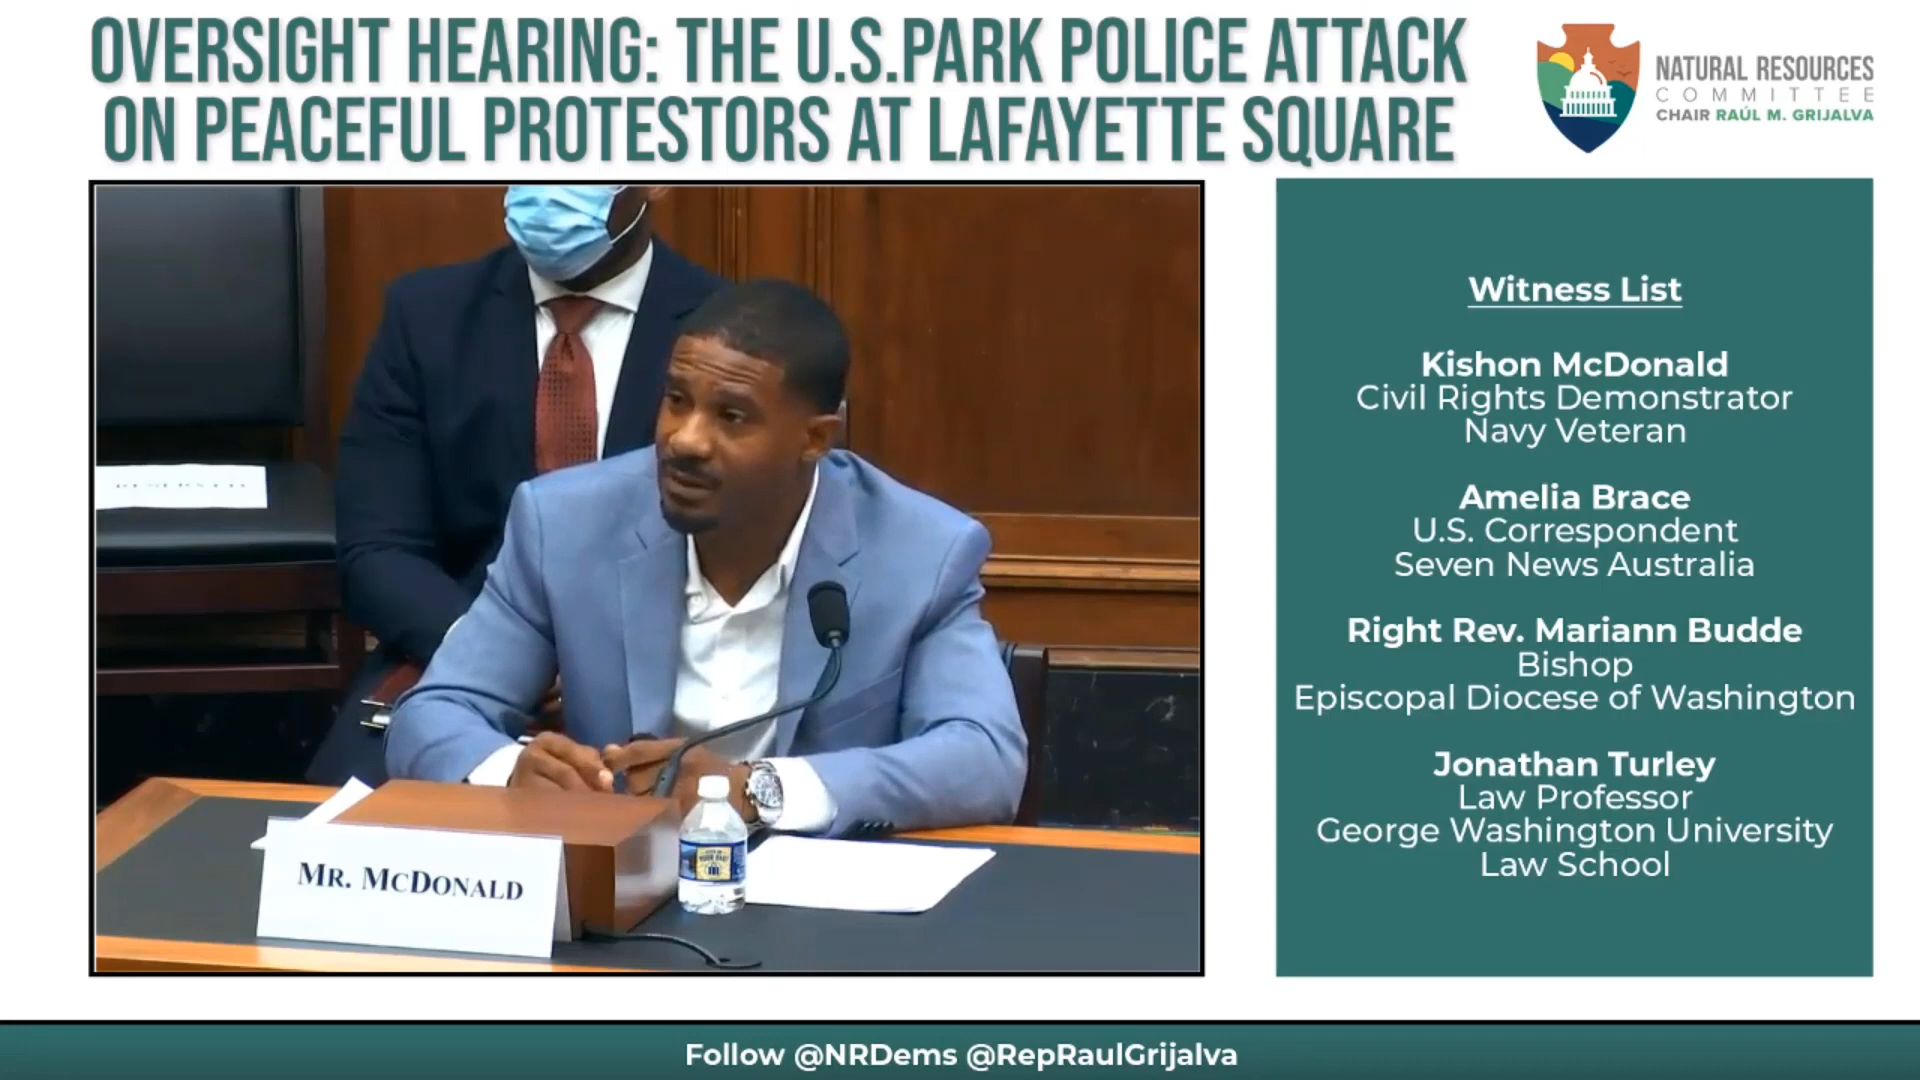 OVERSIGHT HEARING: THE U.S.PARK POLICE ATTACK
ON PEACEFUL PROTESTORS AT LAFAYETTE SQUARE
NATURAL RESOURCES
COMMITTEE
CHAIR RAÚL M. GRIJALVA
MR. MCDONALD
Witness List
Kishon McDonald
Civil Rights Demonstrator
Navy Veteran
Amelia Brace
U.S. Correspondent
Seven News Australia
Right Rev. Mariann Budde
Bishop
Episcopal Diocese of Washington
Jonathan Turley
Law Professor
George Washington University
Law School
Follow @NRDems @RepRaulGrijalva